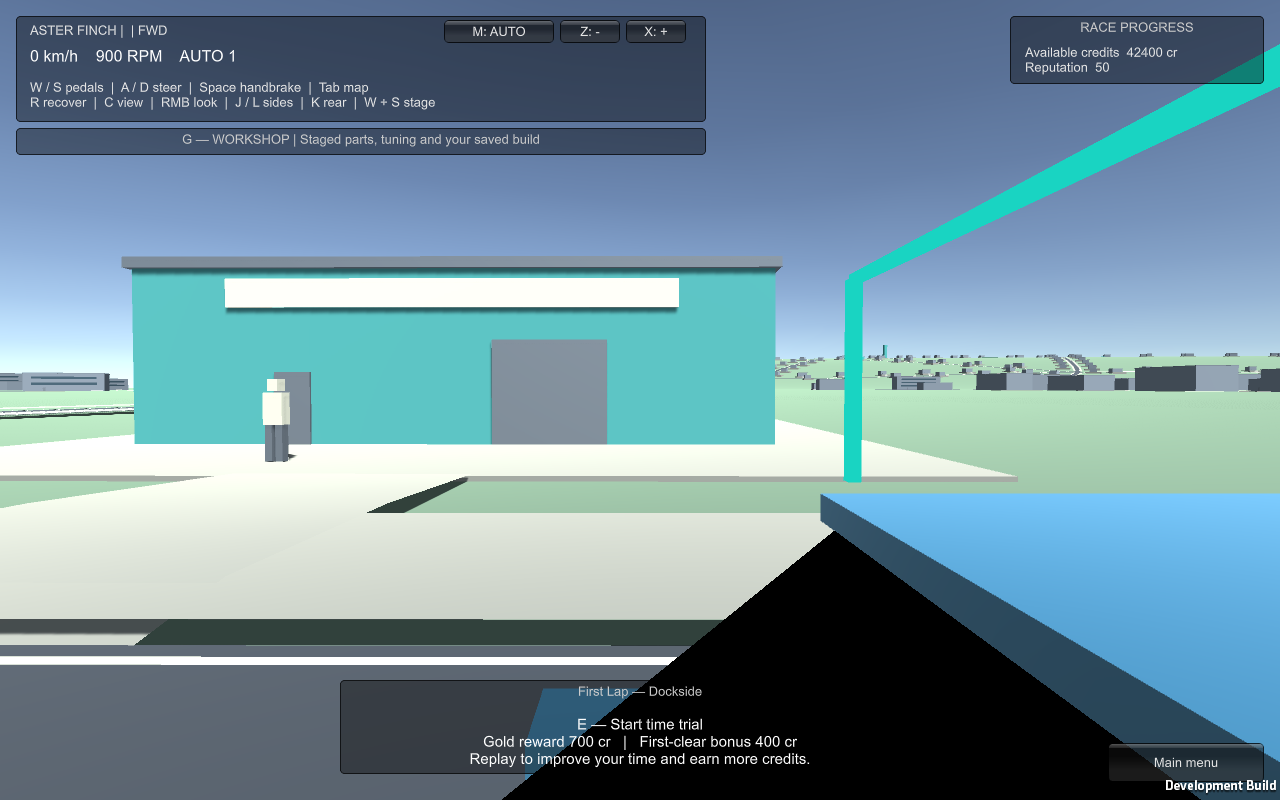 ASTER FINCH | | FWD
M: AUTO
Z: -
X: +
0 km/h 900 RPM AUTO 1
W / S pedals | A / D steer | Space handbrake | Tab map
R recover | C view | RMB look | J / L sides | K rear | W + S stage
G — WORKSHOP | Staged parts, tuning and your saved build
RACE PROGRESS
Available credits 42400 cr
Reputation 50
First Lap — Dockside
E — Start time trial
Gold reward 700 cr | First-clear bonus 400 cr
Replay to improve your time and earn more credits.
Main menu
Development Build